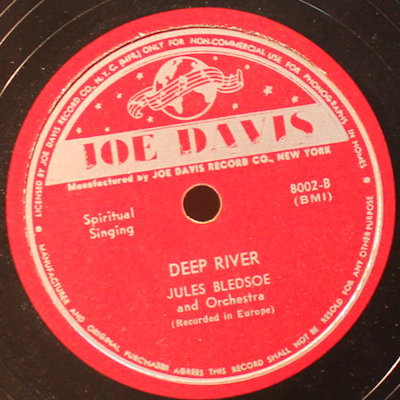 LICENSED BY JOE DAVIS RECORD CO., N.Y.C. (MFR.) ONLY FOR NON-COMMERCIAL USE FOR PHONOGRAPHS IN HOMES
JOE DAVIS
Manufactured by JOE DAVIS RECORD CO., NEW YORK
8002-B
(BMI)
Spiritual
Singing
DEEP RIVER
JULES BLEDSOE
and Orchestra
(Recorded in Europe)
MANUFACTURER AND ORIGINAL PURCHASER AGREES THIS RECORD SHALL NOT BE RESOLD FOR ANY OTHER PURPOSE